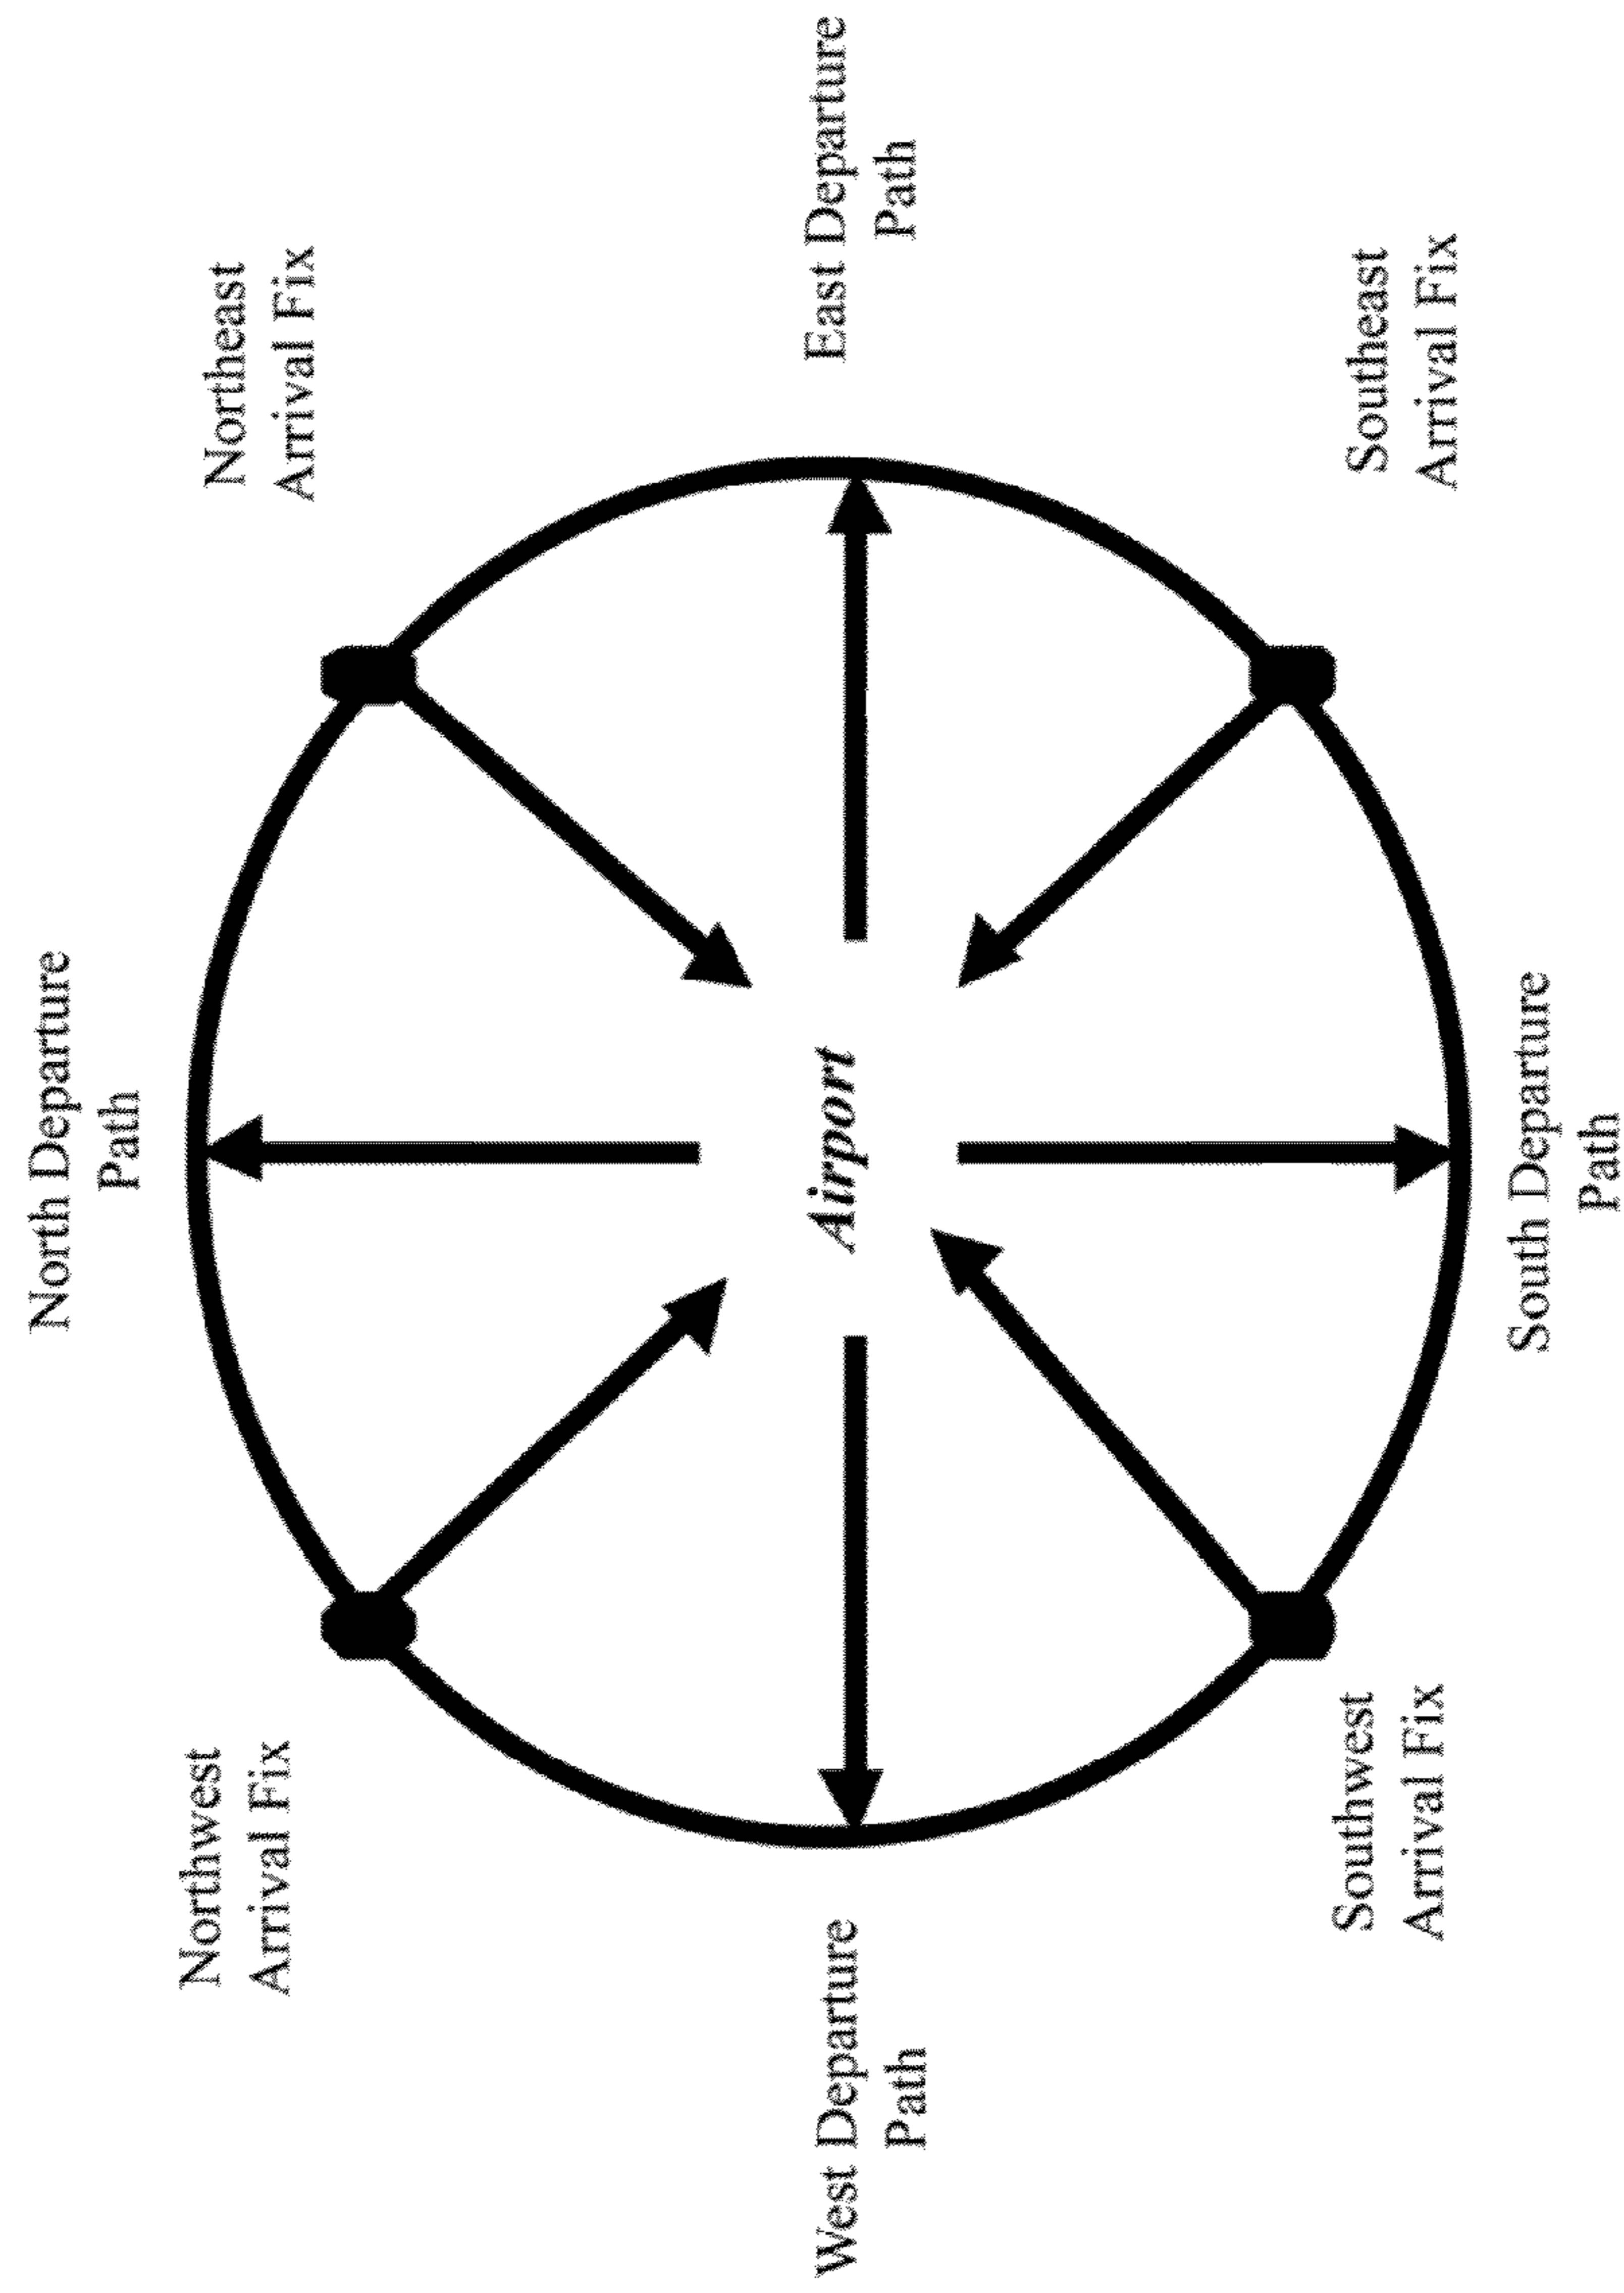 North Departure
Path
Northwest
Arrival Fix
Northeast
Arrival Fix
West Departure
Path
Airport
East Departure
Path
Southwest
Arrival Fix
Southeast
Arrival Fix
South Departure
Path